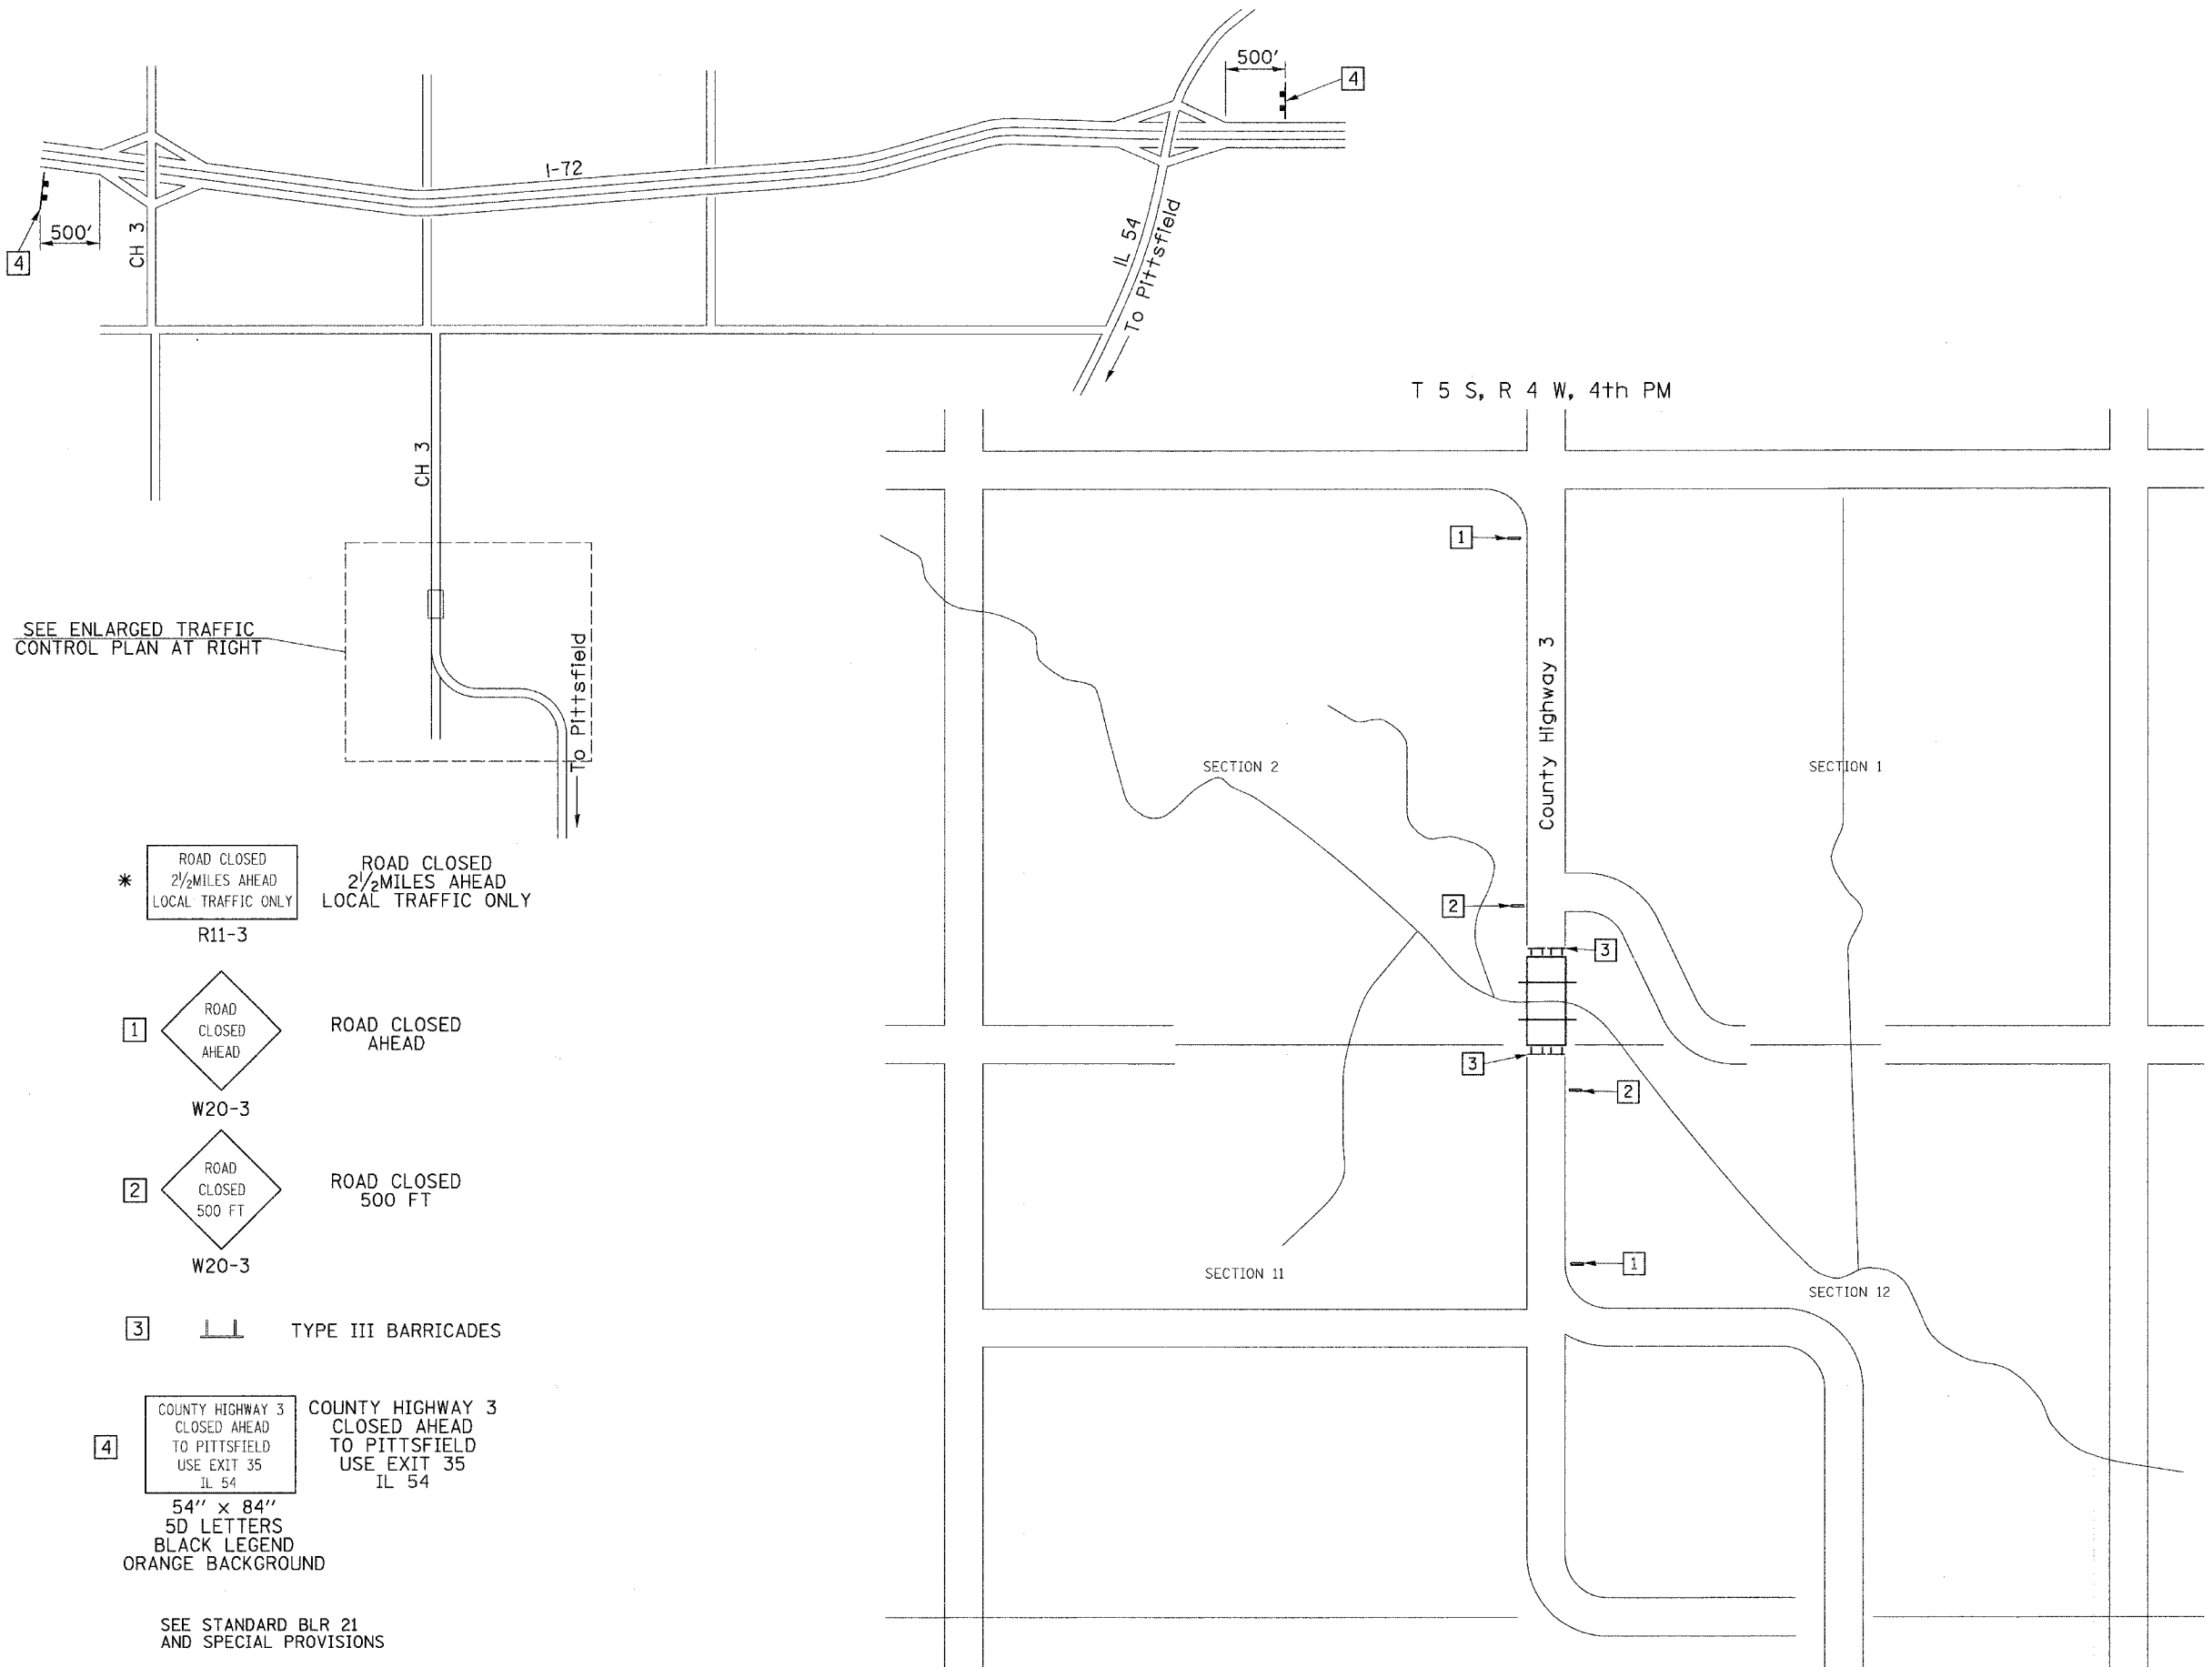 500'
4
I-72
500'
4
CH 3
IL 54
To Pittsfield
T 5 S, R 4 W, 4th PM
CH 3
1
SEE ENLARGED TRAFFIC
CONTROL PLAN AT RIGHT
To Pittsfield
County Highway 3
SECTION 2
SECTION 1
2
3
3
2
1
SECTION 11
SECTION 12
*
ROAD CLOSED
2 1/2 MILES AHEAD
LOCAL TRAFFIC ONLY
R11-3
ROAD CLOSED
2 1/2 MILES AHEAD
LOCAL TRAFFIC ONLY
1
ROAD
CLOSED
AHEAD
W20-3
ROAD CLOSED
AHEAD
2
ROAD
CLOSED
500 FT
W20-3
ROAD CLOSED
500 FT
3
TYPE III BARRICADES
4
COUNTY HIGHWAY 3
CLOSED AHEAD
TO PITTSFIELD
USE EXIT 35
IL 54
COUNTY HIGHWAY 3
CLOSED AHEAD
TO PITTSFIELD
USE EXIT 35
IL 54
54" x 84"
5D LETTERS
BLACK LEGEND
ORANGE BACKGROUND
SEE STANDARD BLR 21
AND SPECIAL PROVISIONS